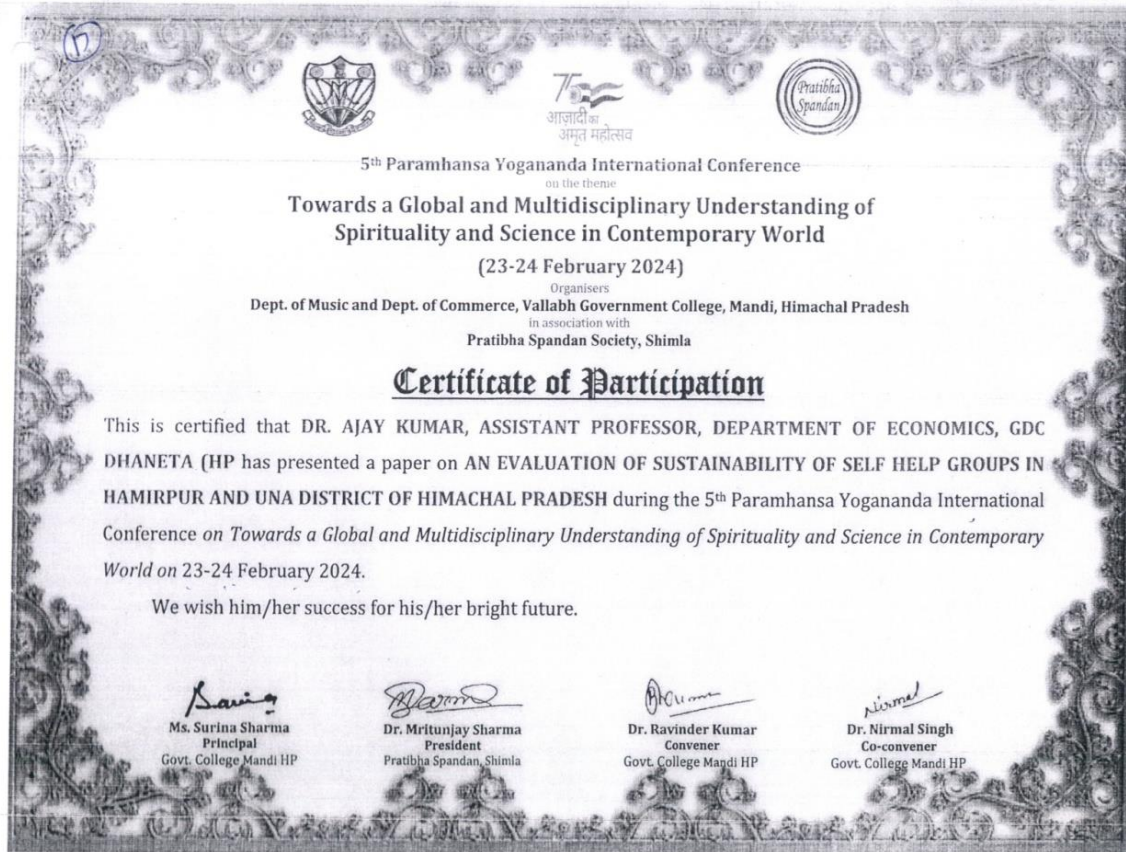 17
75
आज़ादी का
अमृत महोत्सव
Pratibha
Spandan
5th Paramhansa Yogananda International Conference
on the theme
Towards a Global and Multidisciplinary Understanding of
Spirituality and Science in Contemporary World
(23-24 February 2024)
Organisers
Dept. of Music and Dept. of Commerce, Vallabh Government College, Mandi, Himachal Pradesh
in association with
Pratibha Spandan Society, Shimla
Certificate of Participation
This is certified that DR. AJAY KUMAR, ASSISTANT PROFESSOR, DEPARTMENT OF ECONOMICS, GDC
DHANETA (HP has presented a paper on AN EVALUATION OF SUSTAINABILITY OF SELF HELP GROUPS IN
HAMIRPUR AND UNA DISTRICT OF HIMACHAL PRADESH during the 5th Paramhansa Yogananda International
Conference on Towards a Global and Multidisciplinary Understanding of Spirituality and Science in Contemporary
World on 23-24 February 2024.
We wish him/her success for his/her bright future.
Nirmal
Ms. Surina Sharma
Principal
Govt. College Mandi HP
Dr. Mritunjay Sharma
President
Pratibha Spandan, Shimla
Dr. Ravinder Kumar
Convener
Govt. College Mandi HP
Dr. Nirmal Singh
Co-convener
Govt. College Mandi HP